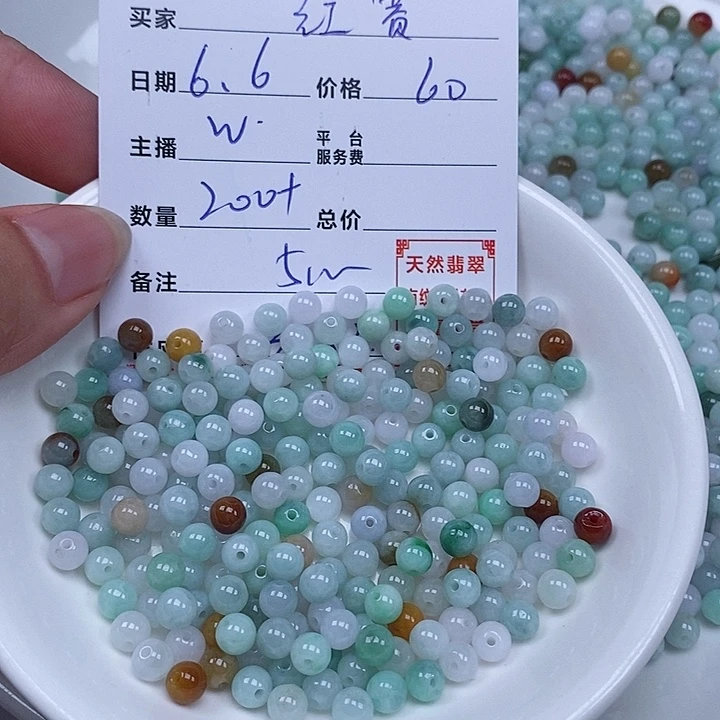 买家 红
日期 6.6 价格 60
主播 W. 平台服务费
数量 200+ 总价
备注 5m
天然翡翠